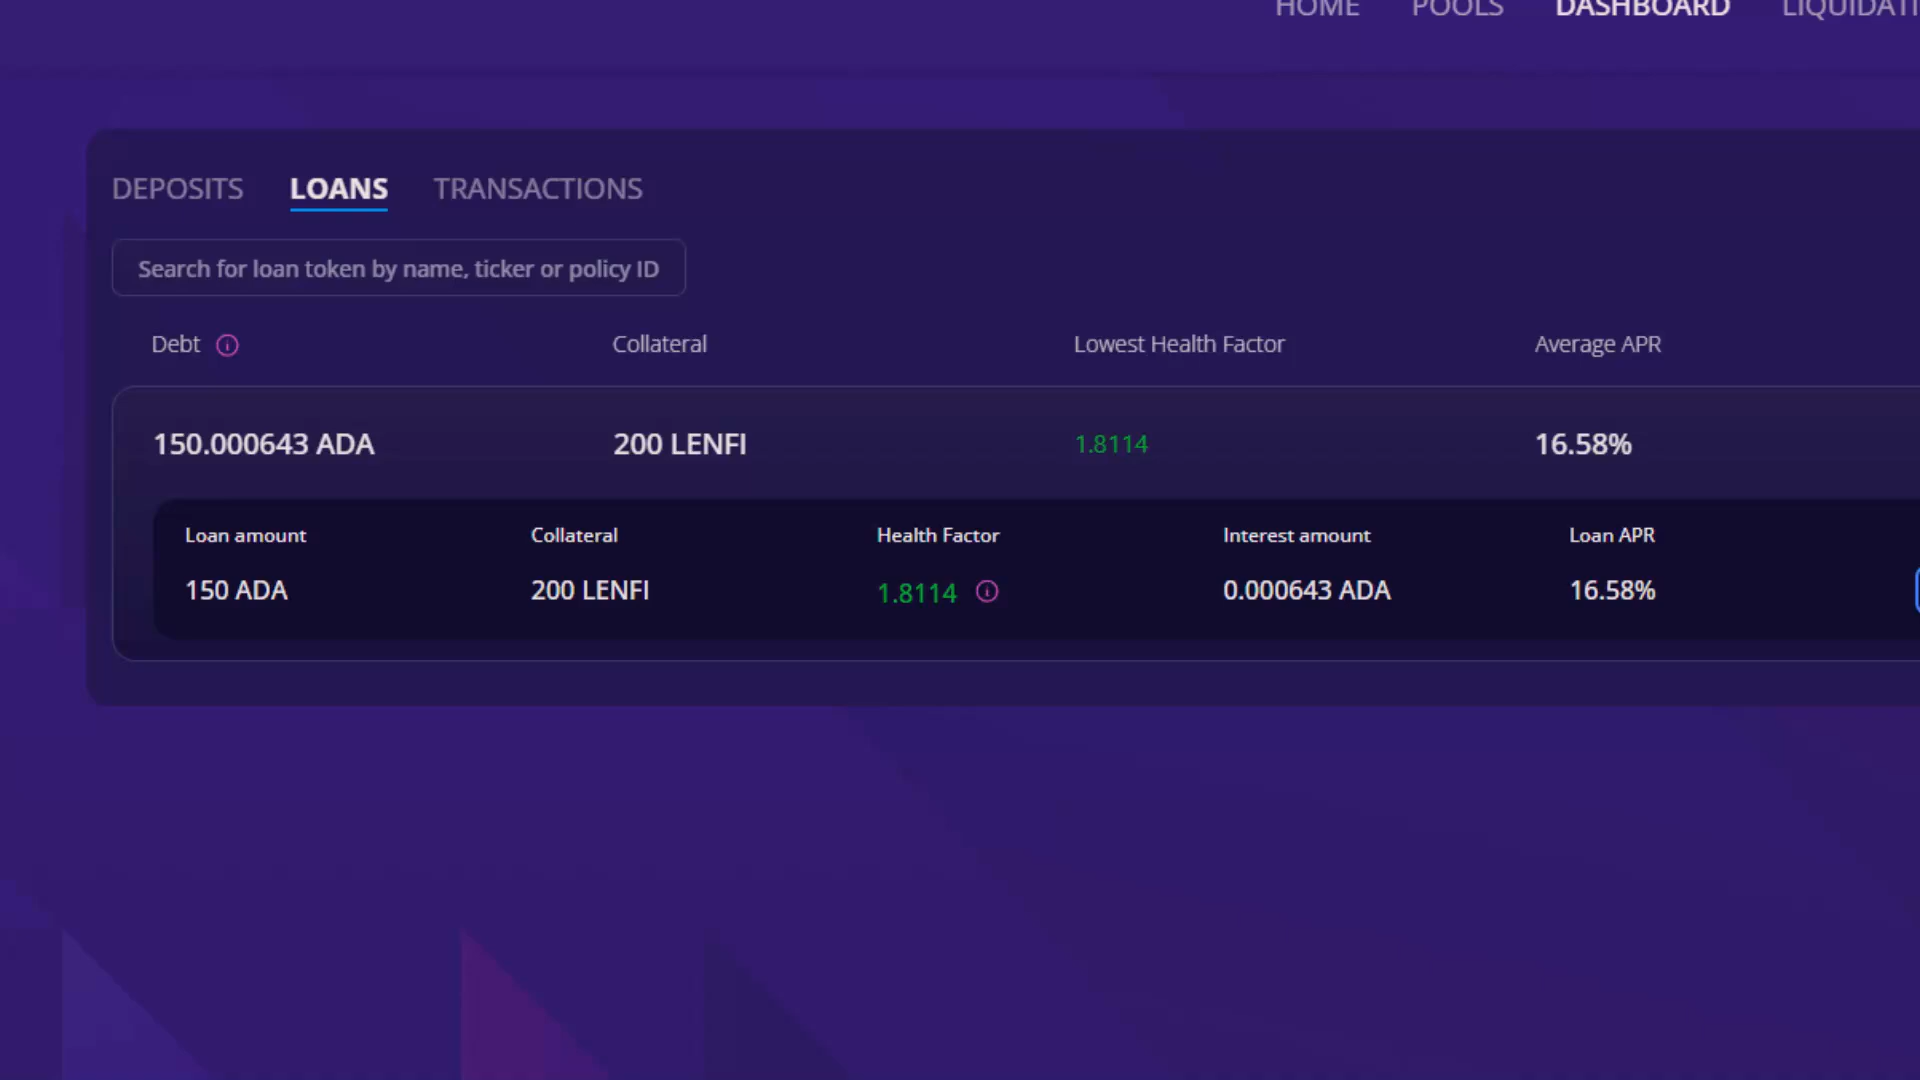 HOME POOLS DASHBOARD LIQUIDATI
DEPOSITS LOANS TRANSACTIONS
Search for loan token by name, ticker or policy ID
Debt Collateral Lowest Health Factor Average APR
150.000643 ADA 200 LENFI 1.8114 16.58%
Loan amount Collateral Health Factor Interest amount Loan APR
150 ADA 200 LENFI 1.8114 0.000643 ADA 16.58%